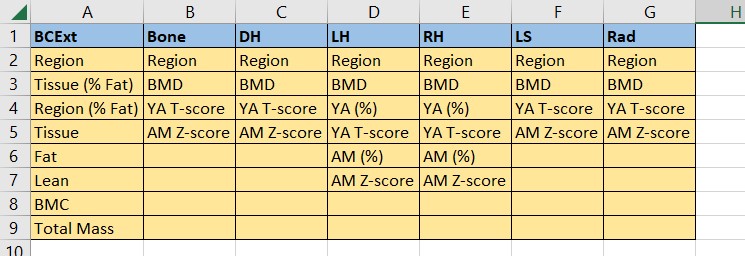 A B C D E F G H
1 BCExt Bone DH LH RH LS Rad
2 Region Region Region Region Region Region Region
3 Tissue (% Fat) BMD BMD BMD BMD BMD BMD
4 Region (% Fat) YA T-score YA T-score YA (%) YA (%) YA T-score YA T-score
5 Tissue AM Z-score AM Z-score YA T-score YA T-score AM Z-score AM Z-score
6 Fat AM (%) AM (%)
7 Lean AM Z-score AM Z-score
8 BMC
9 Total Mass
10